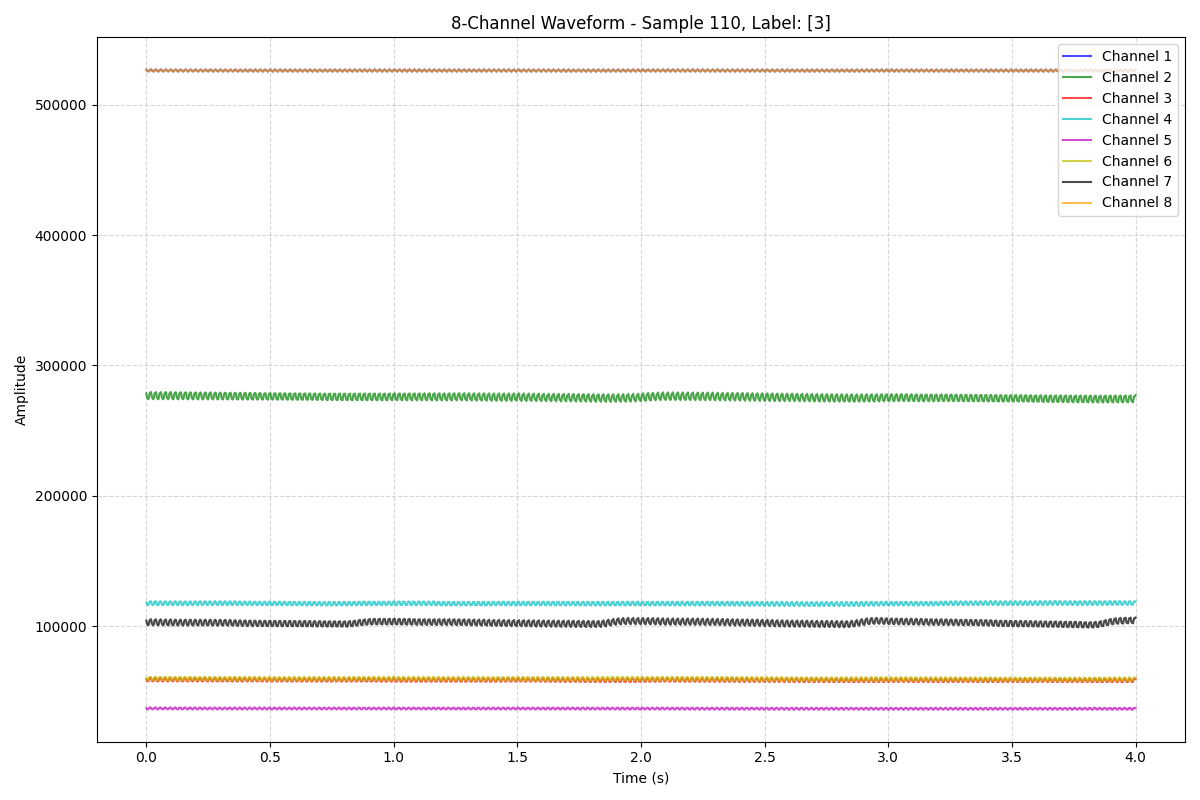 8-Channel Waveform - Sample 110, Label: [3]
Channel 1
Channel 2
Channel 3
Channel 4
Channel 5
Channel 6
Channel 7
Channel 8
500000
400000
300000
200000
100000
Amplitude
0.0 0.5 1.0 1.5 2.0 2.5 3.0 3.5 4.0
Time (s)